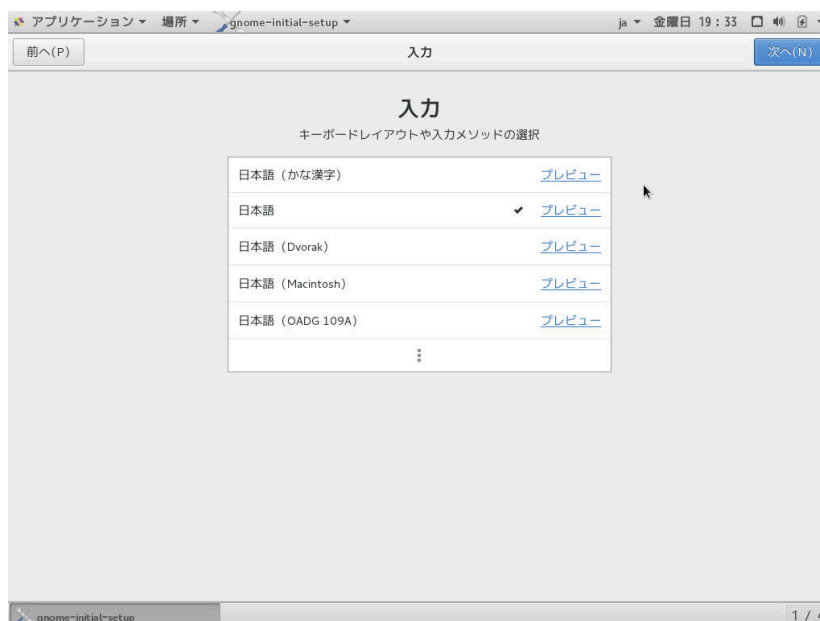 アプリケーション 場所 gnome-initial-setup ja 金曜日 19：33
前へ(P) 入力 次へ(N)
入力
キーボードレイアウトや入力メソッドの選択
日本語（かな漢字） プレビュー
日本語 ✔ プレビュー
日本語（Dvorak） プレビュー
日本語（Macintosh） プレビュー
日本語（OADG 109A） プレビュー
gnome-initial-setup 1 / 4